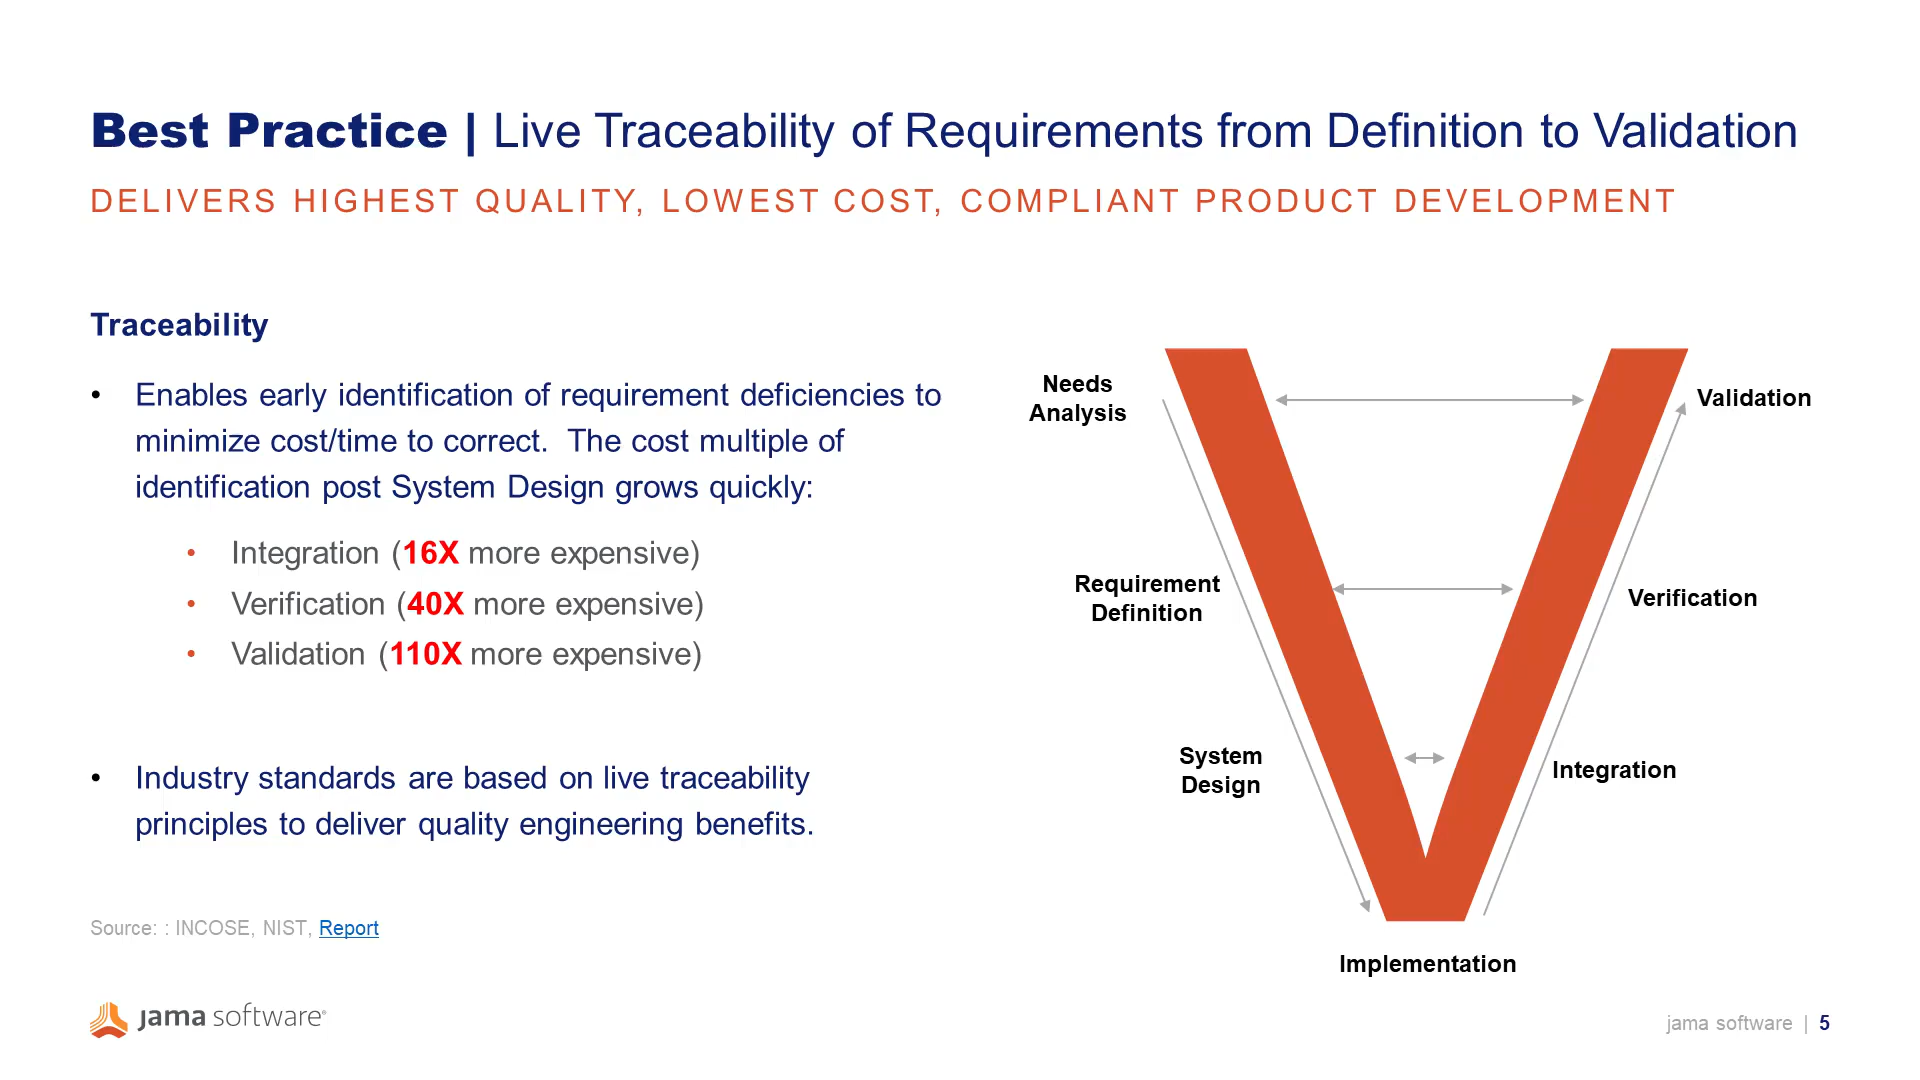 Best Practice | Live Traceability of Requirements from Definition to Validation
DELIVERS HIGHEST QUALITY, LOWEST COST, COMPLIANT PRODUCT DEVELOPMENT
Traceability
• Enables early identification of requirement deficiencies to
minimize cost/time to correct.  The cost multiple of
identification post System Design grows quickly:
• Integration (16X more expensive)
• Verification (40X more expensive)
• Validation (110X more expensive)
• Industry standards are based on live traceability
principles to deliver quality engineering benefits.
Source: : INCOSE, NIST, Report
Needs
Analysis
Validation
Requirement
Definition
Verification
System
Design
Integration
Implementation
jama software®
jama software | 5